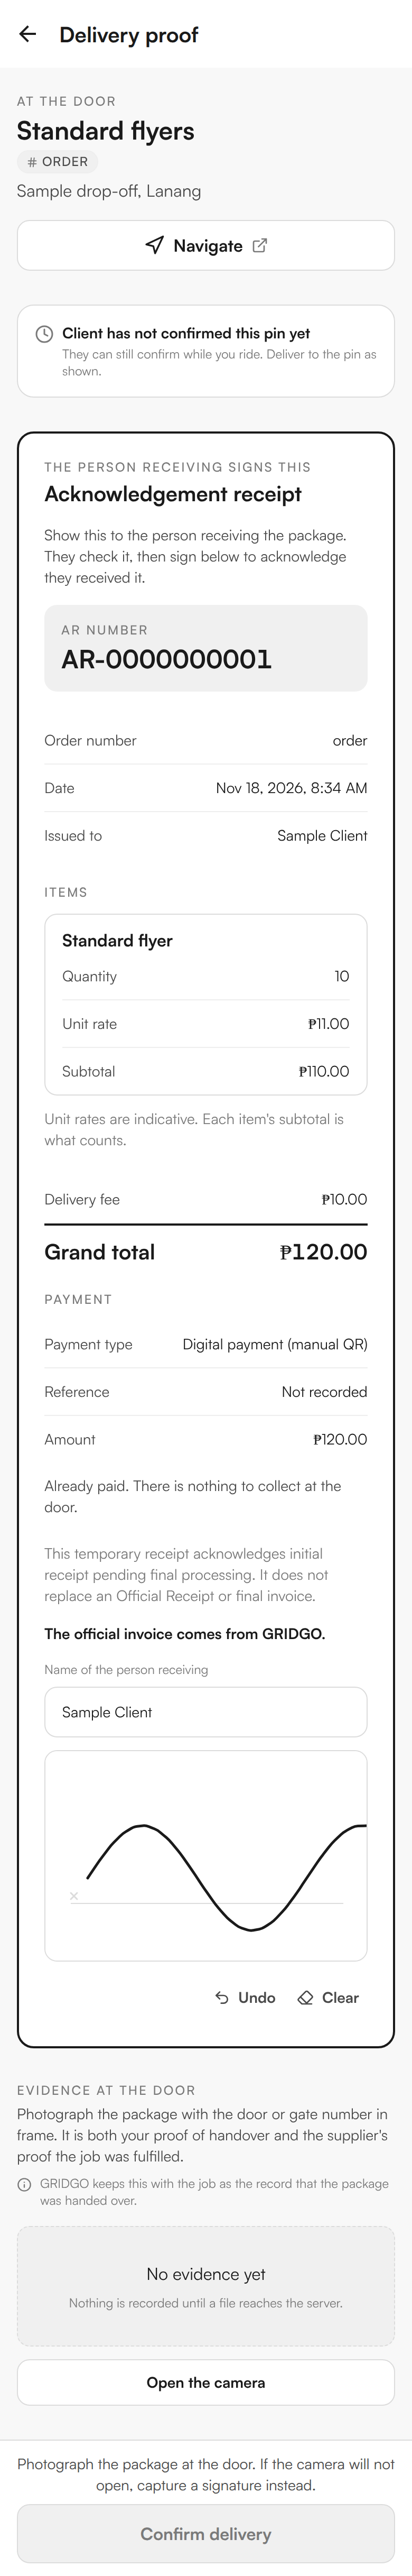 Delivery proof
AT THE DOOR
Standard flyers
# ORDER
Sample drop-off, Lanang
Navigate
Client has not confirmed this pin yet
They can still confirm while you ride. Deliver to the pin as
shown.
THE PERSON RECEIVING SIGNS THIS
Acknowledgement receipt
Show this to the person receiving the package.
They check it, then sign below to acknowledge
they received it.
AR NUMBER
AR-0000000001
Order number order
Date Nov 18, 2026, 8:34 AM
Issued to Sample Client
ITEMS
Standard flyer
Quantity 10
Unit rate ₱11.00
Subtotal ₱110.00
Unit rates are indicative. Each item's subtotal is
what counts.
Delivery fee ₱10.00
Grand total ₱120.00
PAYMENT
Payment type Digital payment (manual QR)
Reference Not recorded
Amount ₱120.00
Already paid. There is nothing to collect at the
door.
This temporary receipt acknowledges initial
receipt pending final processing. It does not
replace an Official Receipt or final invoice.
The official invoice comes from GRIDGO.
Name of the person receiving
Sample Client
Undo Clear
EVIDENCE AT THE DOOR
Photograph the package with the door or gate number in
frame. It is both your proof of handover and the supplier's
proof the job was fulfilled.
GRIDGO keeps this with the job as the record that the package
was handed over.
No evidence yet
Nothing is recorded until a file reaches the server.
Open the camera
Photograph the package at the door. If the camera will not
open, capture a signature instead.
Confirm delivery